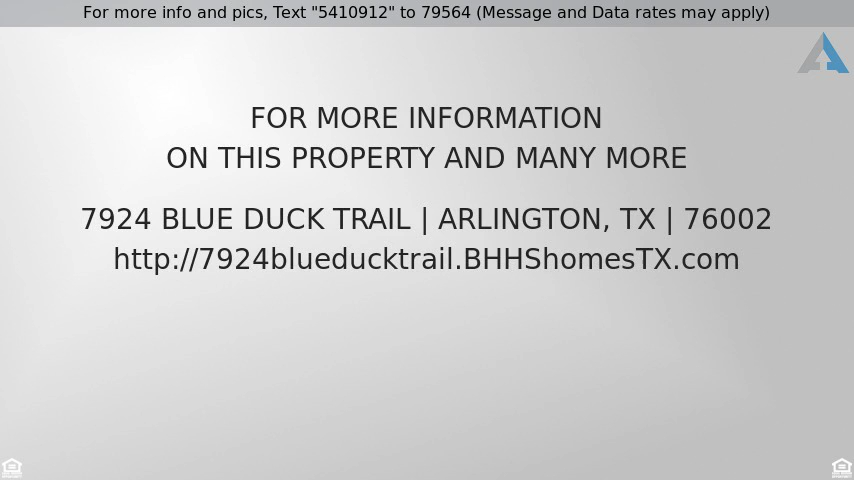 For more info and pics, Text "5410912" to 79564 (Message and Data rates may apply)
FOR MORE INFORMATION
ON THIS PROPERTY AND MANY MORE
7924 BLUE DUCK TRAIL | ARLINGTON, TX | 76002
http://7924blueducktrail.BHHShomesTX.com